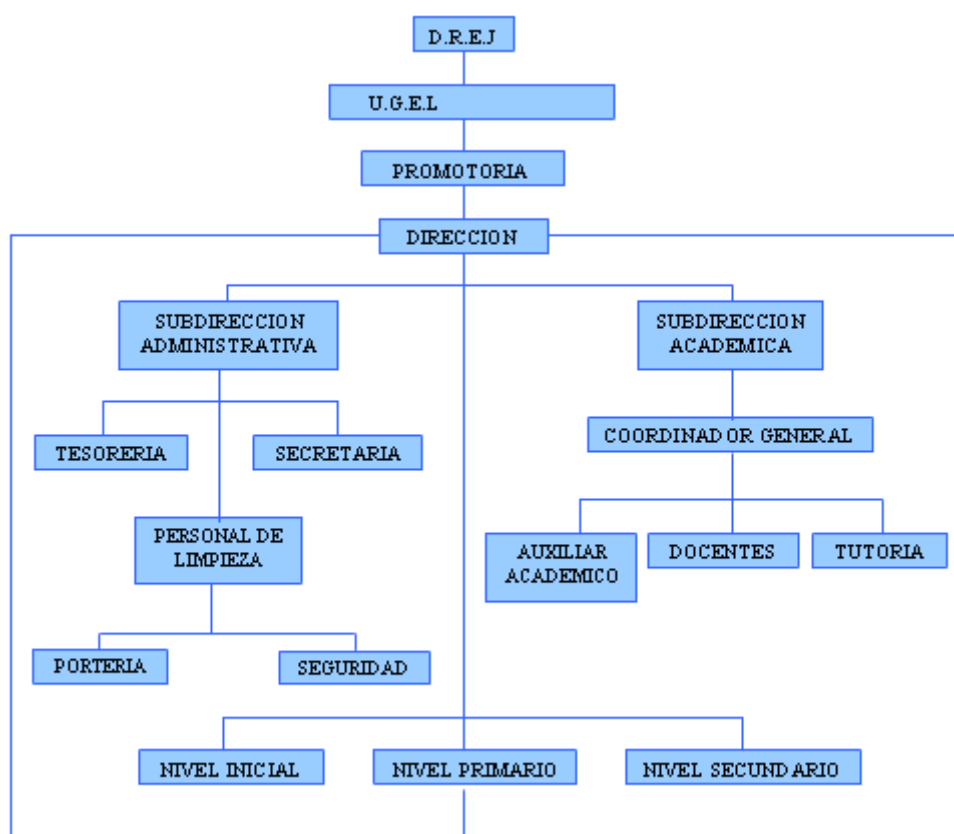 D.R.E.J
U.G.E.L
PROMOTORIA
DIRECCION
SUBDIRECCION
ADMINISTRATIVA
SUBDIRECCION
ACADEMICA
TESORERIA
SECRETARIA
COORDINADOR GENERAL
PERSONAL DE
LIMPIEZA
AUXILIAR
ACADEMICO
DOCENTES
TUTORIA
PORTERIA
SEGURIDAD
NIVEL INICIAL
NIVEL PRIMARIO
NIVEL SECUNDARIO